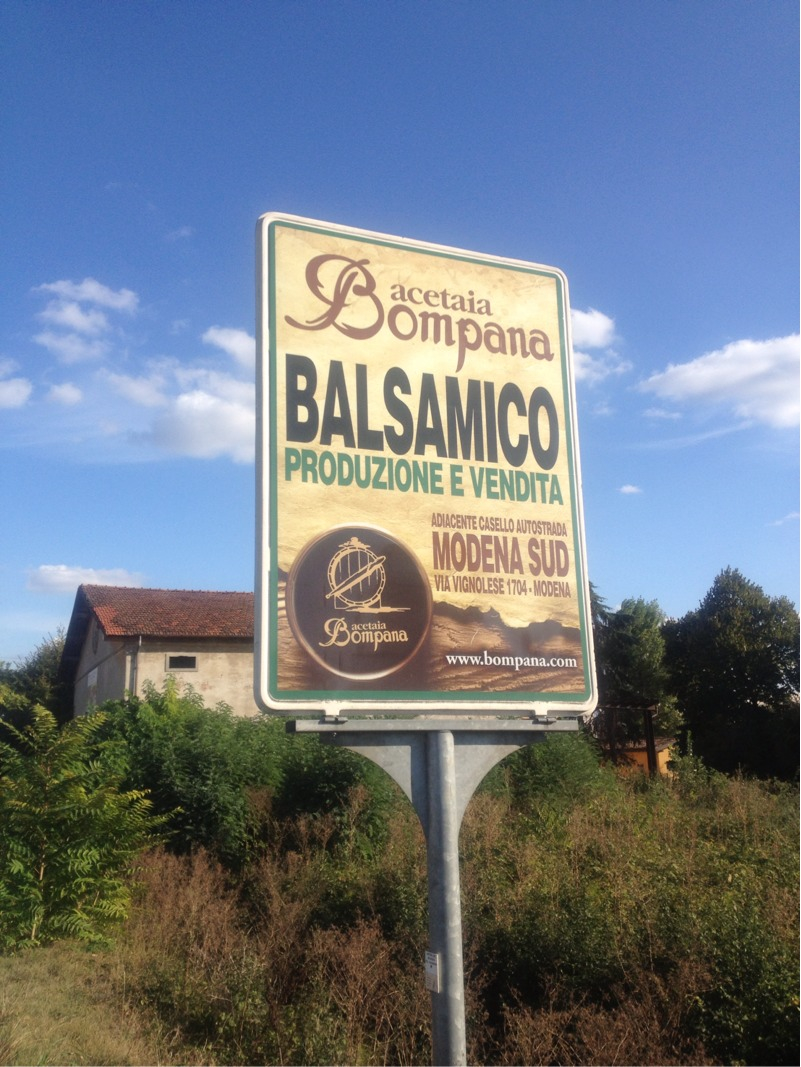 acetaia
Bompana
BALSAMICO
PRODUZIONE E VENDITA
ADIACENTE CASELLO AUTOSTRADA
MODENA SUD
VIA VIGNOLESE 1704 - MODENA
acetaia
Bompana
www.bompana.com